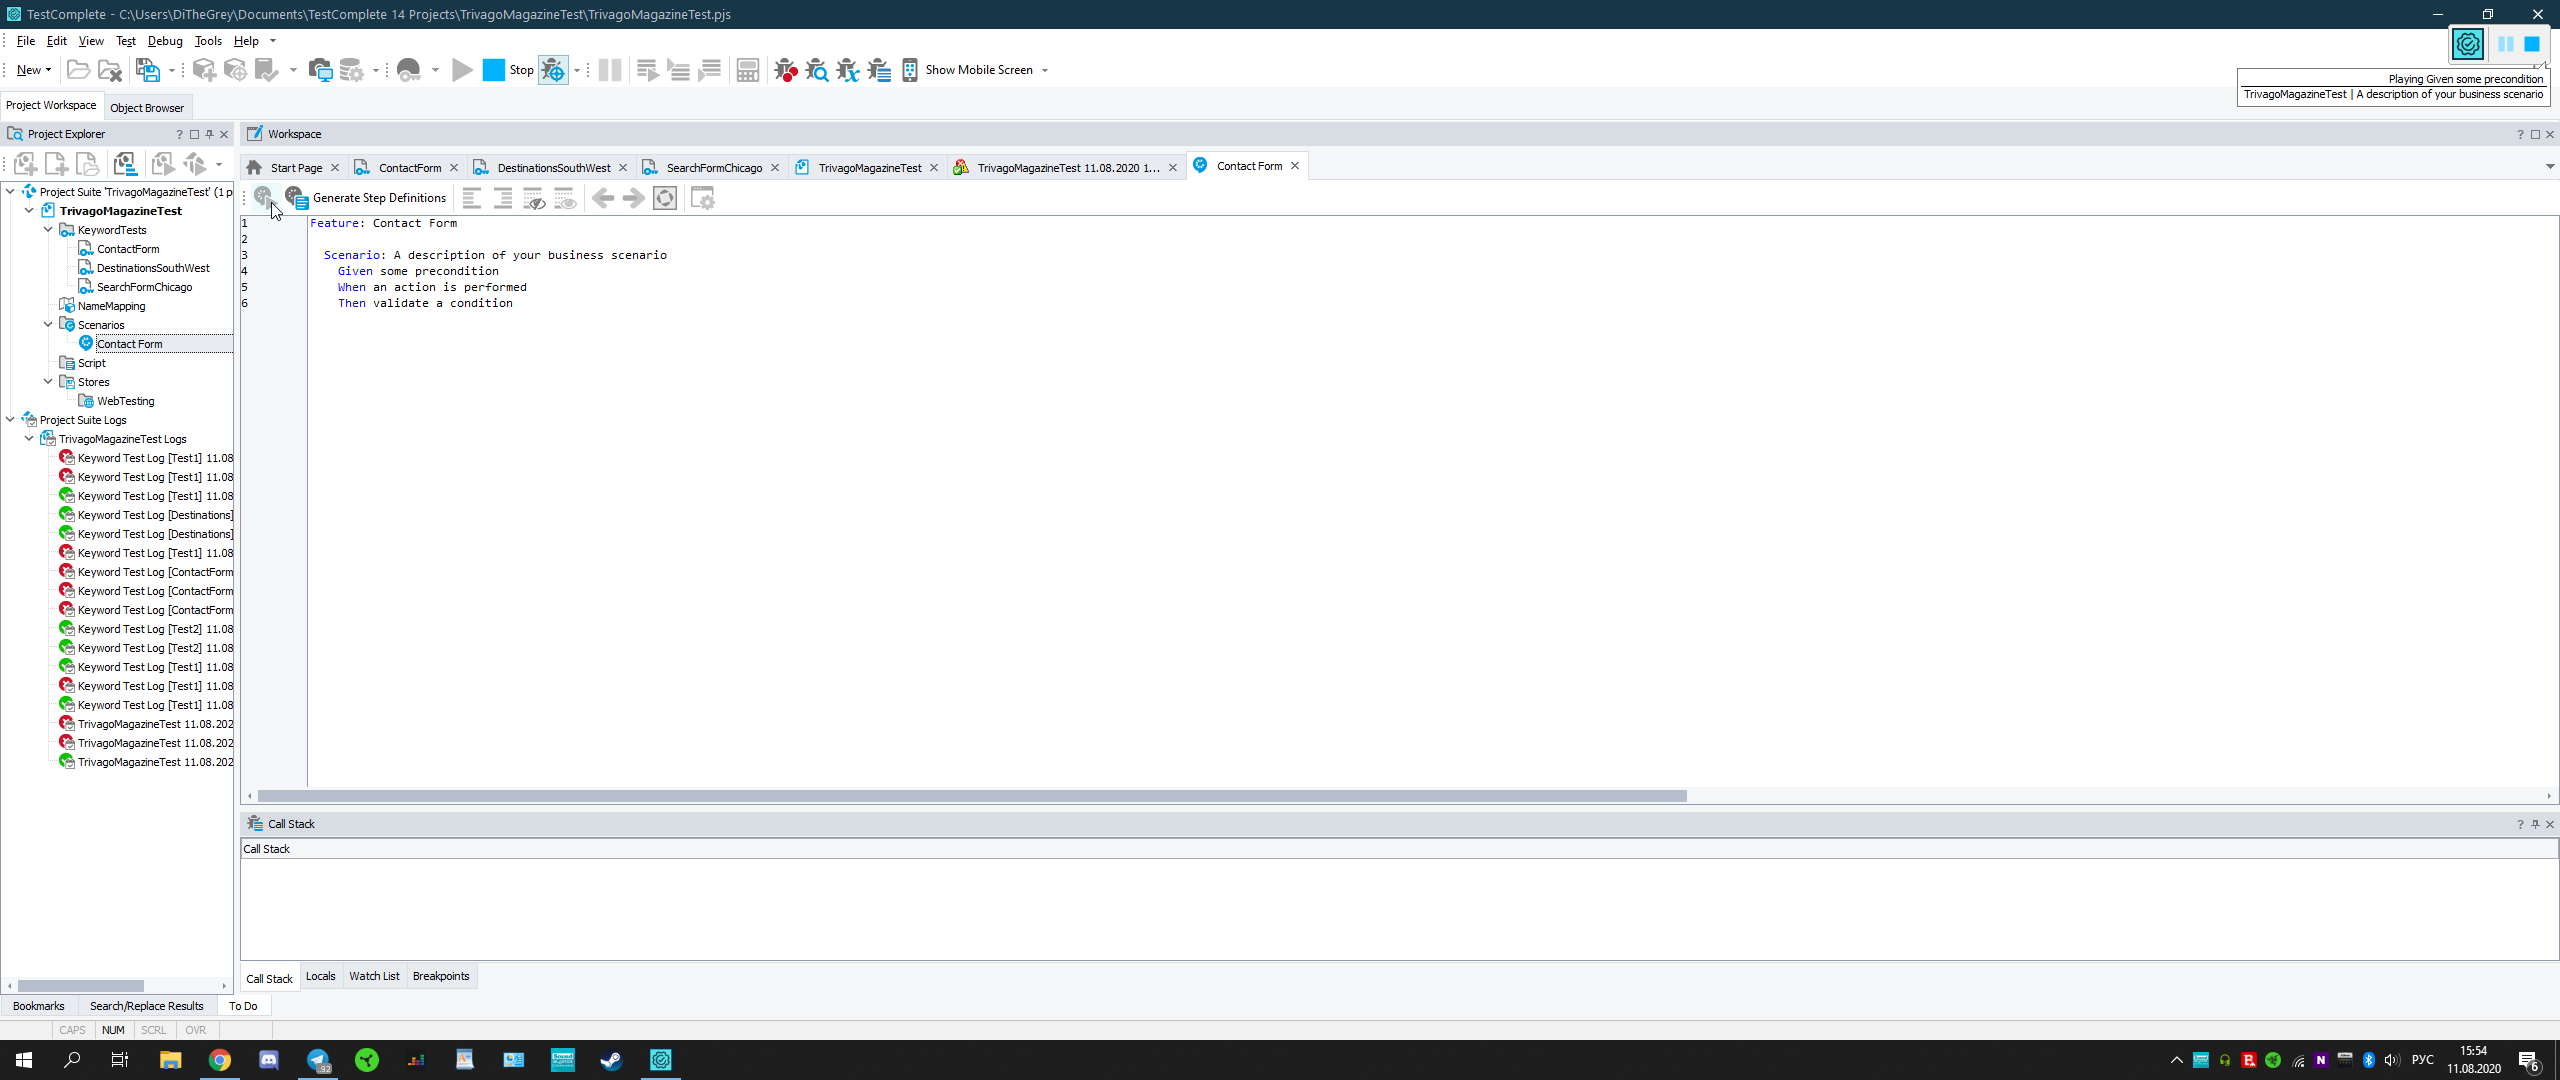 TestComplete - C:\Users\DiTheGrey\Documents\TestComplete 14 Projects\TrivagoMagazineTest\TrivagoMagazineTest.pjs
File Edit View Test Debug Tools Help
New Stop Show Mobile Screen
Playing Given some precondition
TrivagoMagazineTest | A description of your business scenario
Project Workspace Object Browser
Project Explorer
Workspace
Start Page ContactForm DestinationsSouthWest SearchFormChicago TrivagoMagazineTest TrivagoMagazineTest 11.08.2020 1... Contact Form
Generate Step Definitions
Project Suite 'TrivagoMagazineTest' (1 p
TrivagoMagazineTest
KeywordTests
ContactForm
DestinationsSouthWest
SearchFormChicago
NameMapping
Scenarios
Contact Form
Script
Stores
WebTesting
Project Suite Logs
TrivagoMagazineTest Logs
Keyword Test Log [Test1] 11.08
Keyword Test Log [Test1] 11.08
Keyword Test Log [Test1] 11.08
Keyword Test Log [Destinations]
Keyword Test Log [Destinations]
Keyword Test Log [Test1] 11.08
Keyword Test Log [ContactForm
Keyword Test Log [ContactForm
Keyword Test Log [ContactForm
Keyword Test Log [Test2] 11.08
Keyword Test Log [Test2] 11.08
Keyword Test Log [Test1] 11.08
Keyword Test Log [Test1] 11.08
Keyword Test Log [Test1] 11.08
TrivagoMagazineTest 11.08.202
TrivagoMagazineTest 11.08.202
TrivagoMagazineTest 11.08.202
1 Feature: Contact Form
2
3 Scenario: A description of your business scenario
4 Given some precondition
5 When an action is performed
6 Then validate a condition
Call Stack
Call Stack
Call Stack Locals Watch List Breakpoints
Bookmarks Search/Replace Results To Do
CAPS NUM SCRL OVR
92
РУС
15:54
11.08.2020
6